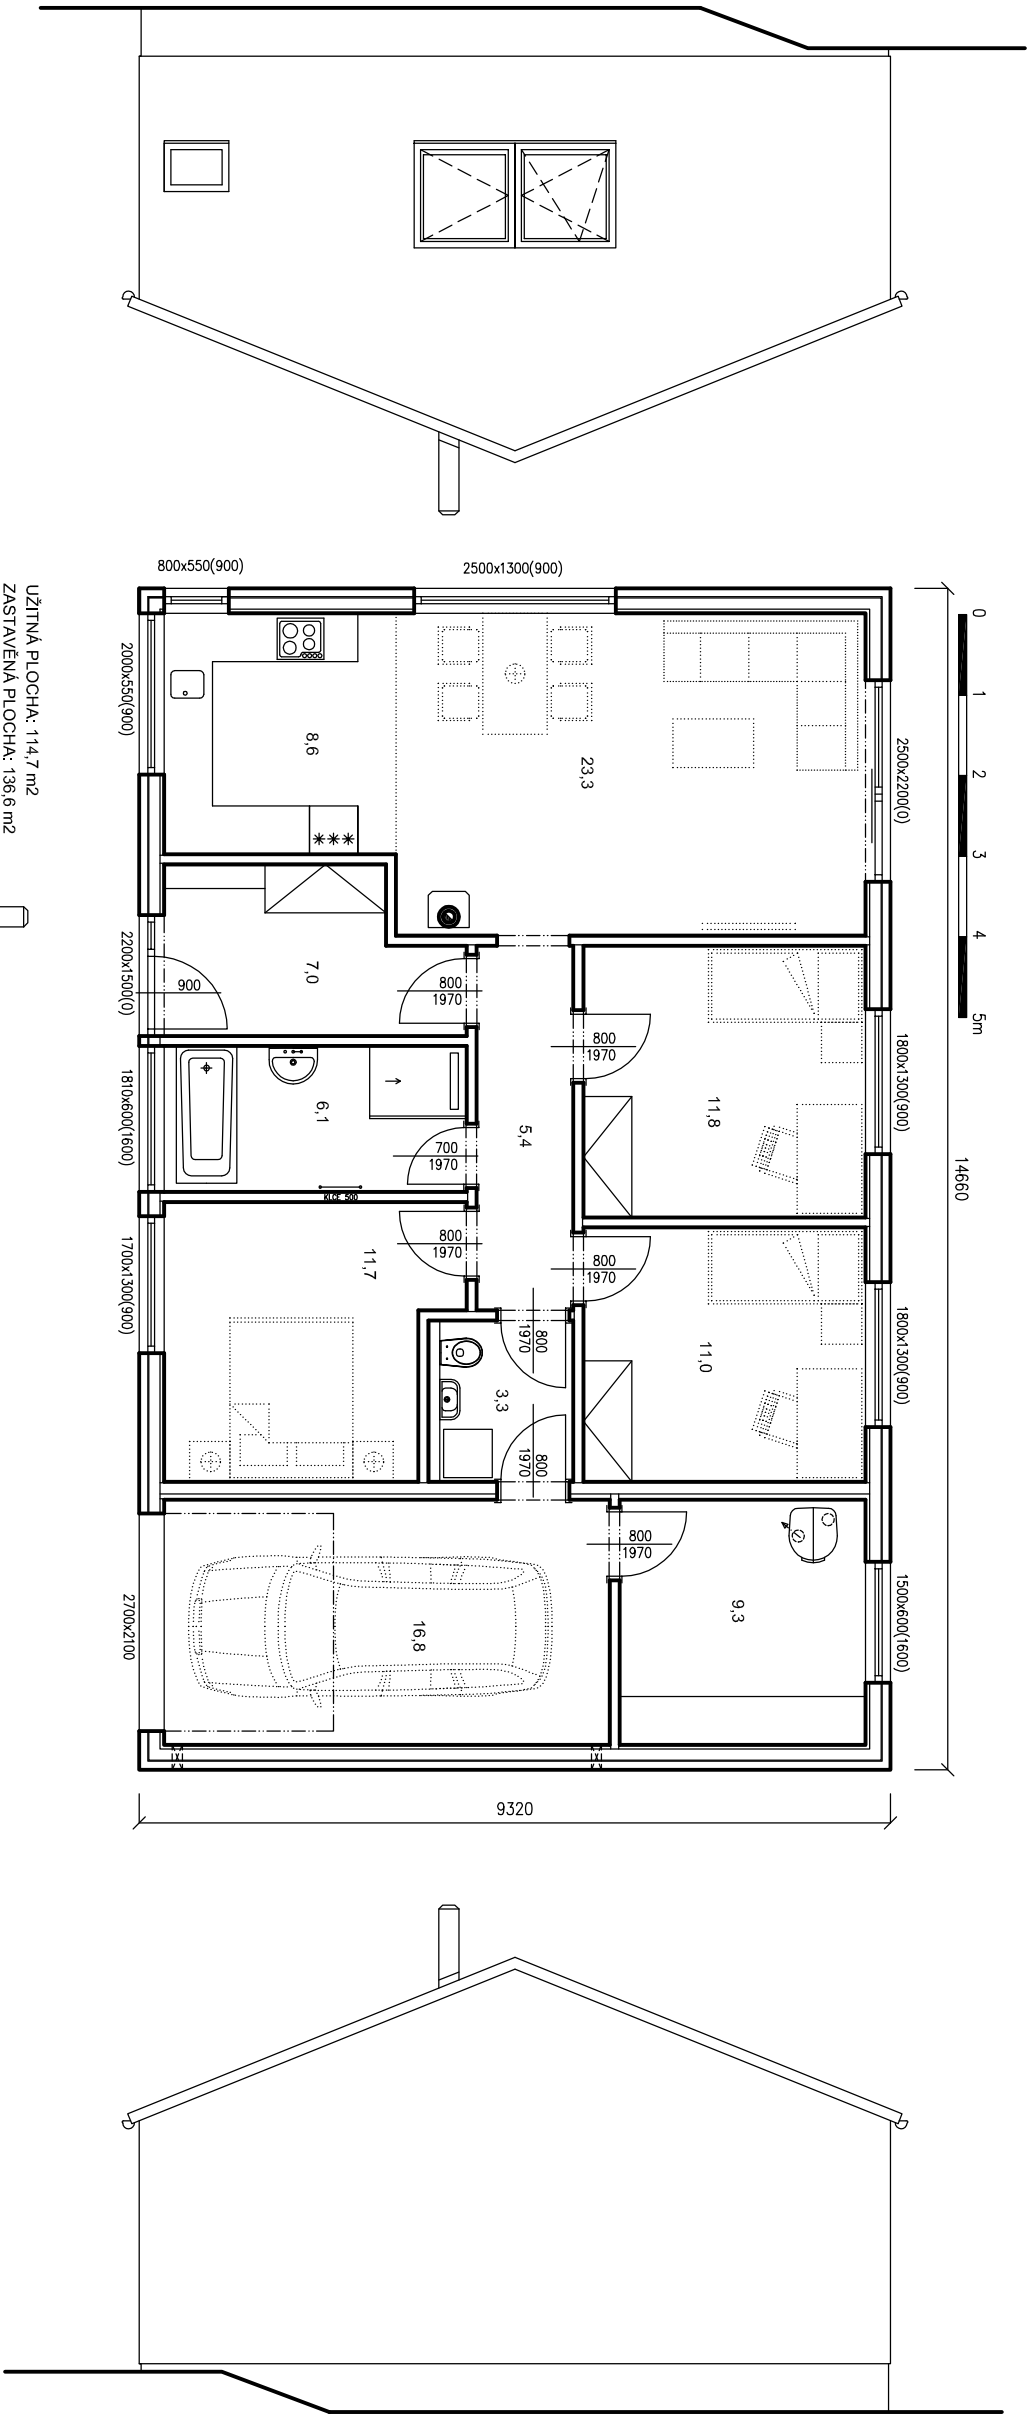 0 1 2 3 4 5m
14660
2500x2200(0)
1800x1300(900)
1800x1300(900)
1500x600(1600)
2500x1300(900)
800x550(900)
23,3
8,6
11,8
800
1970
11,0
800
1970
9,3
800
1970
5,4
800
1970
3,3
800
1970
800
1970
7,0
900
700
1970
6,1
KLCE 500
800
1970
11,7
16,8
2000x550(900)
2200x1500(0)
1810x600(1600)
1700x1300(900)
2700x2100
9320
UŽITNÁ PLOCHA: 114,7 m2
ZASTAVĚNÁ PLOCHA: 136,6 m2